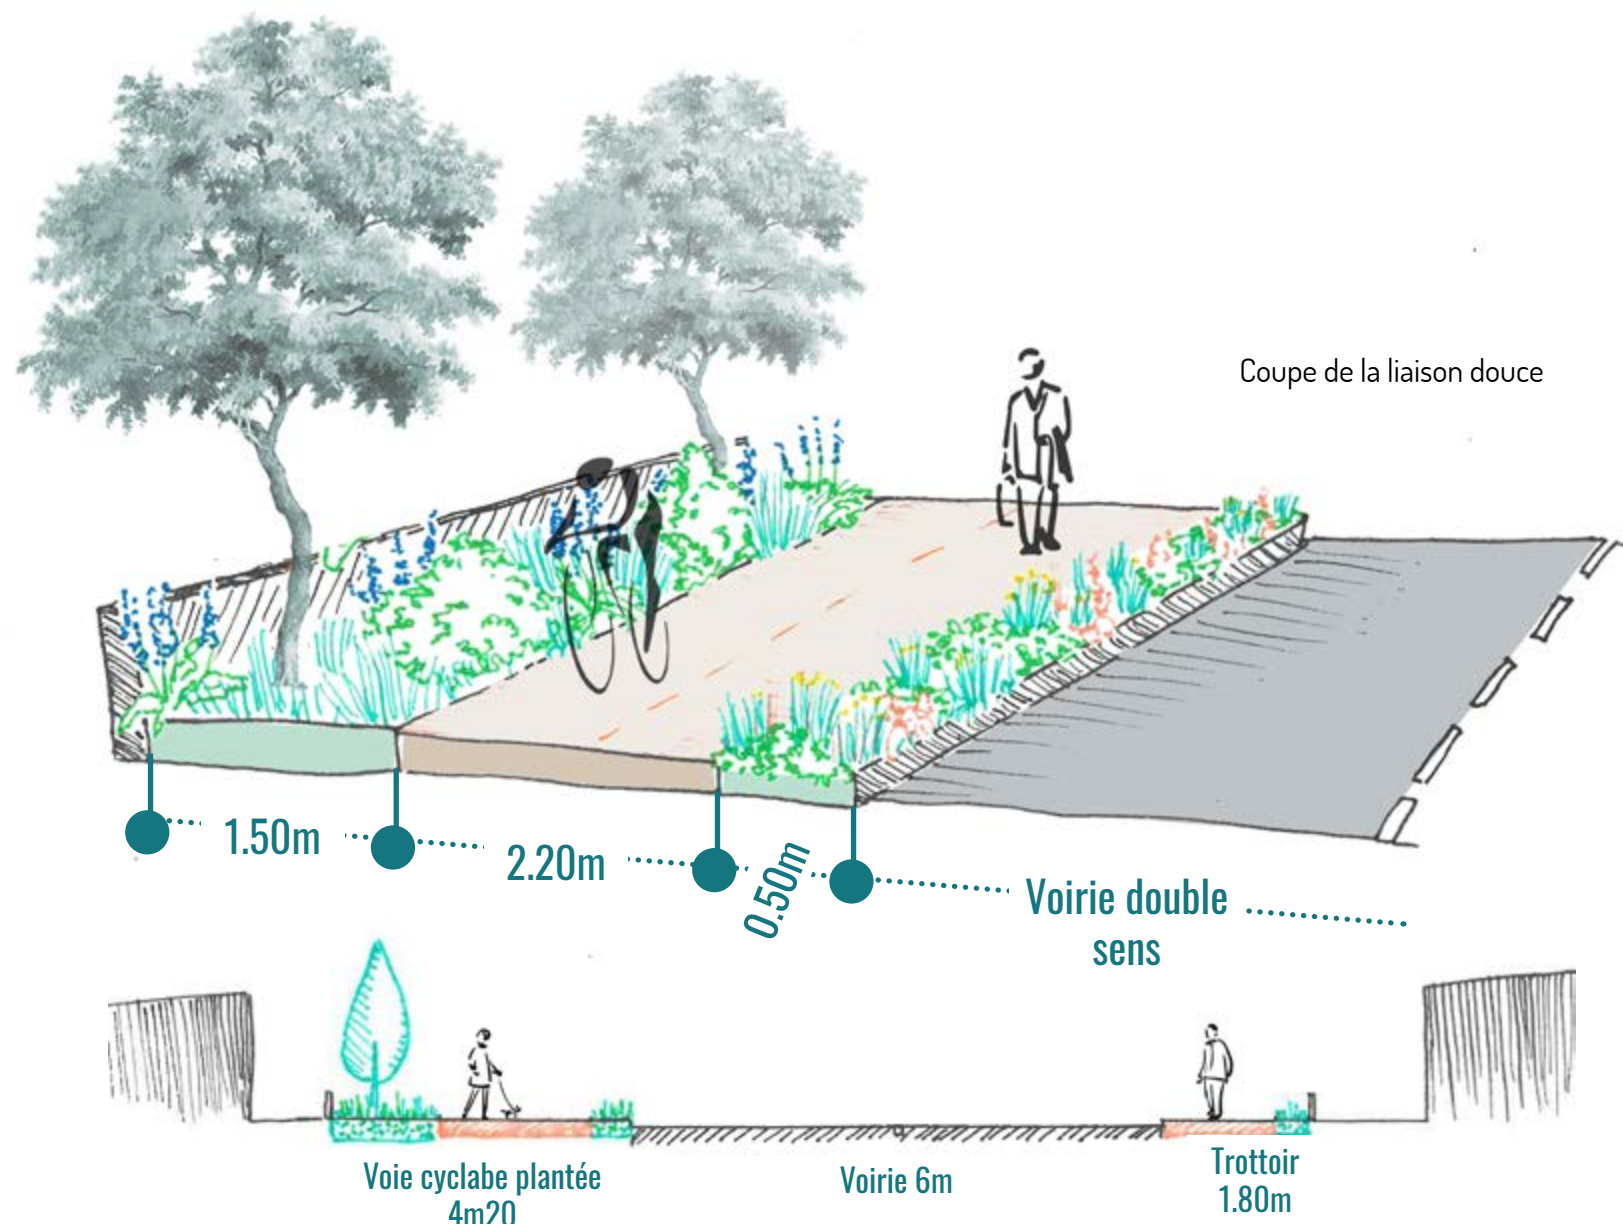 Coupe de la liaison douce
1.50m
2.20m
0.50m
Voirie double
sens
Voie cyclabe plantée
4m20
Voirie 6m
Trottoir
1.80m